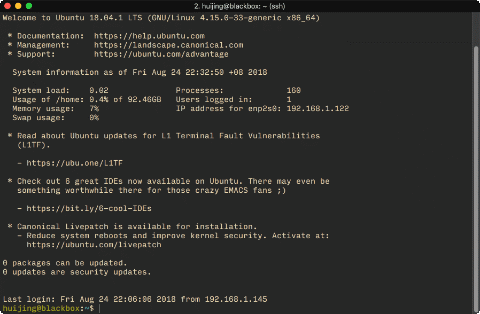 2. huijing@blackbox: ~ (ssh)
Welcome to Ubuntu 18.04.1 LTS (GNU/Linux 4.15.0-33-generic x86_64)
* Documentation: https://help.ubuntu.com
* Management: https://landscape.canonical.com
* Support: https://ubuntu.com/advantage
System information as of Fri Aug 24 22:32:50 +08 2018
System load: 0.02 Processes: 160
Usage of /home: 0.4% of 92.46GB Users logged in: 1
Memory usage: 7% IP address for enp2s0: 192.168.1.122
Swap usage: 0%
* Read about Ubuntu updates for L1 Terminal Fault Vulnerabilities
(L1TF).
- https://ubu.one/L1TF
* Check out 6 great IDEs now available on Ubuntu. There may even be
something worthwhile there for those crazy EMACS fans ;)
- https://bit.ly/6-cool-IDEs
* Canonical Livepatch is available for installation.
- Reduce system reboots and improve kernel security. Activate at:
https://ubuntu.com/livepatch
0 packages can be updated.
0 updates are security updates.
Last login: Fri Aug 24 22:06:06 2018 from 192.168.1.145
huijing@blackbox:~$